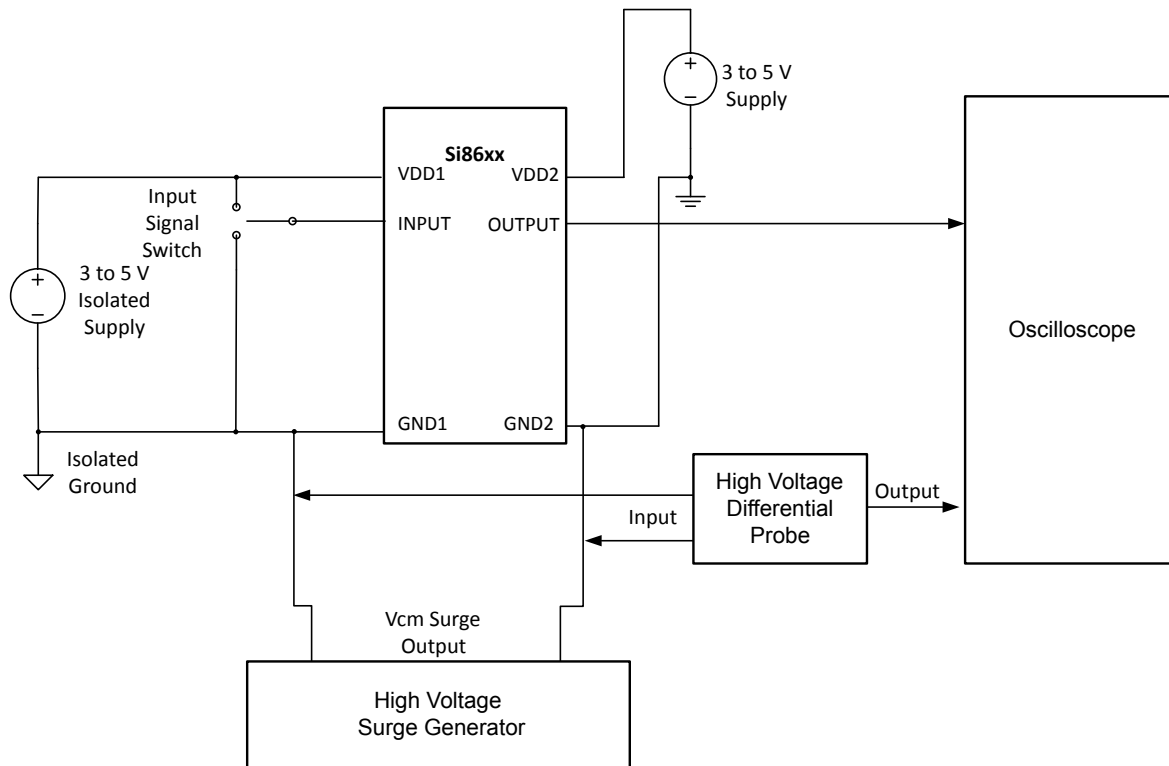 3 to 5 V
Supply
+
−
Si86xx
VDD1
VDD2
Input
Signal
Switch
INPUT
OUTPUT
+
−
3 to 5 V
Isolated
Supply
Oscilloscope
GND1
GND2
Isolated
Ground
High Voltage
Differential
Probe
Output
Input
Vcm Surge
Output
High Voltage
Surge Generator